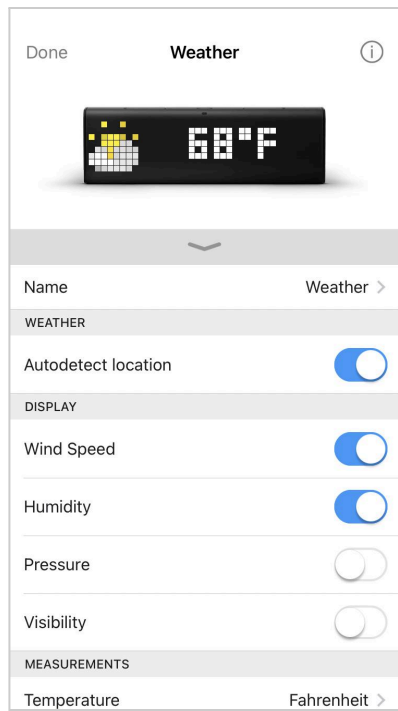 Done Weather
68°F
Name Weather
WEATHER
Autodetect location
DISPLAY
Wind Speed
Humidity
Pressure
Visibility
MEASUREMENTS
Temperature Fahrenheit